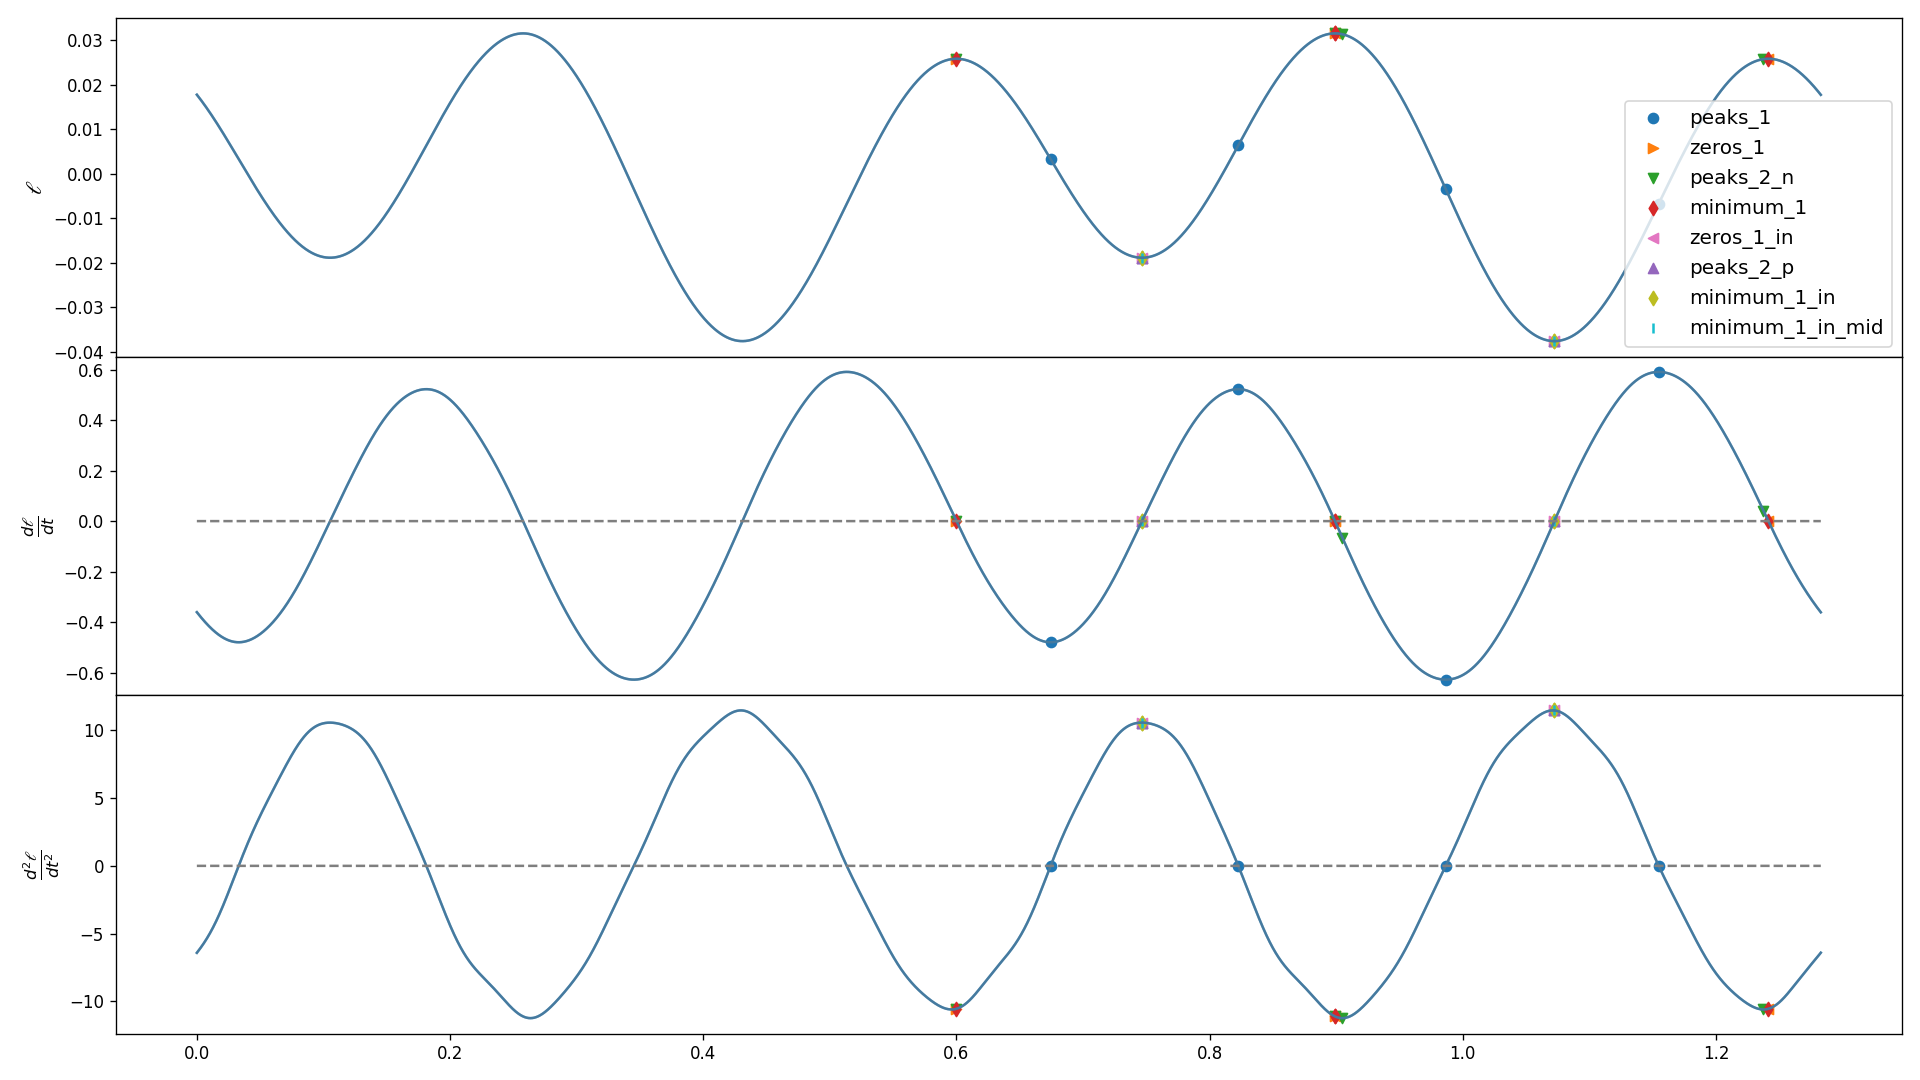 0.03
0.02
0.01
0.00
−0.01
−0.02
−0.03
−0.04
ℓ
peaks_1
zeros_1
peaks_2_n
minimum_1
zeros_1_in
peaks_2_p
minimum_1_in
minimum_1_in_mid
0.6
0.4
0.2
0.0
−0.2
−0.4
−0.6
dℓ
dt
10
5
0
−5
−10
d²ℓ
dt²
0.0 0.2 0.4 0.6 0.8 1.0 1.2